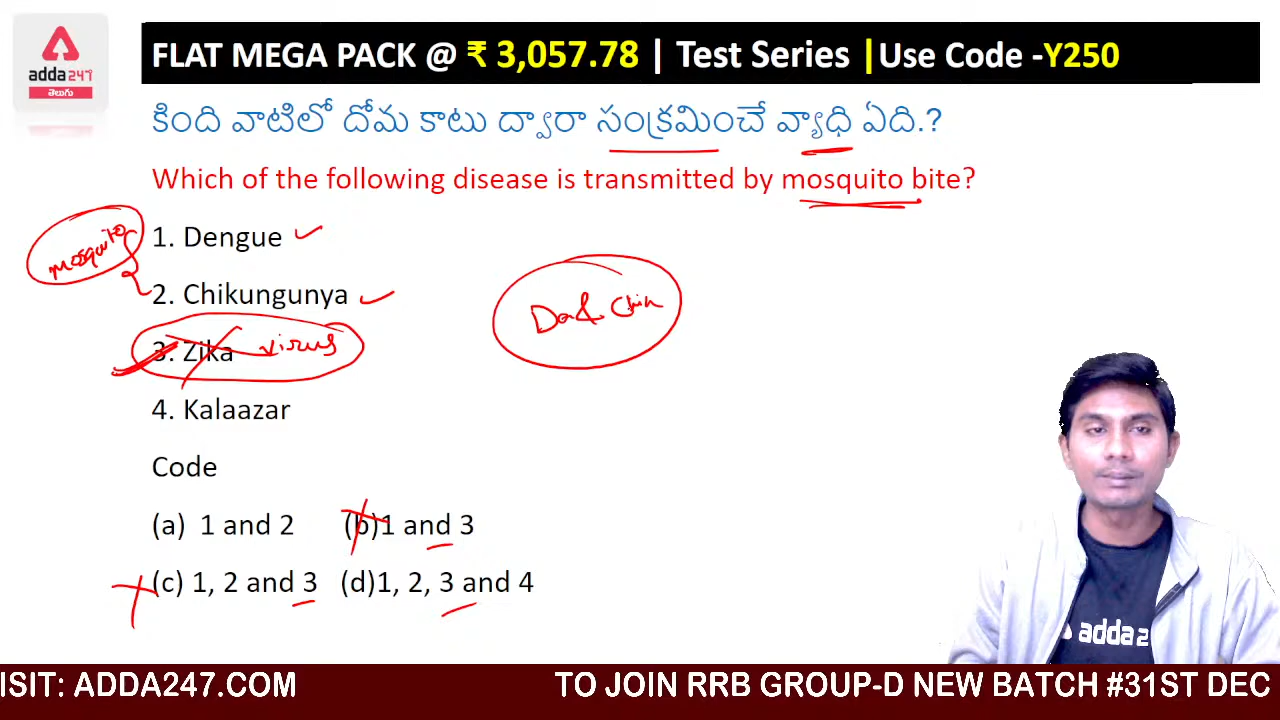 FLAT MEGA PACK @ ₹ 3,057.78 | Test Series |Use Code -Y250
adda247
తెలుగు
కింది వాటిలో దోమ కాటు ద్వారా సంక్రమించే వ్యాధి ఏది.?
Which of the following disease is transmitted by mosquito bite?
mosquito
1. Dengue
2. Chikungunya
3. Zika virus
4. Kalaazar
Code
(a) 1 and 2 (b)1 and 3
(c) 1, 2 and 3 (d)1, 2, 3 and 4
adda2
ISIT: ADDA247.COM TO JOIN RRB GROUP-D NEW BATCH #31ST DEC